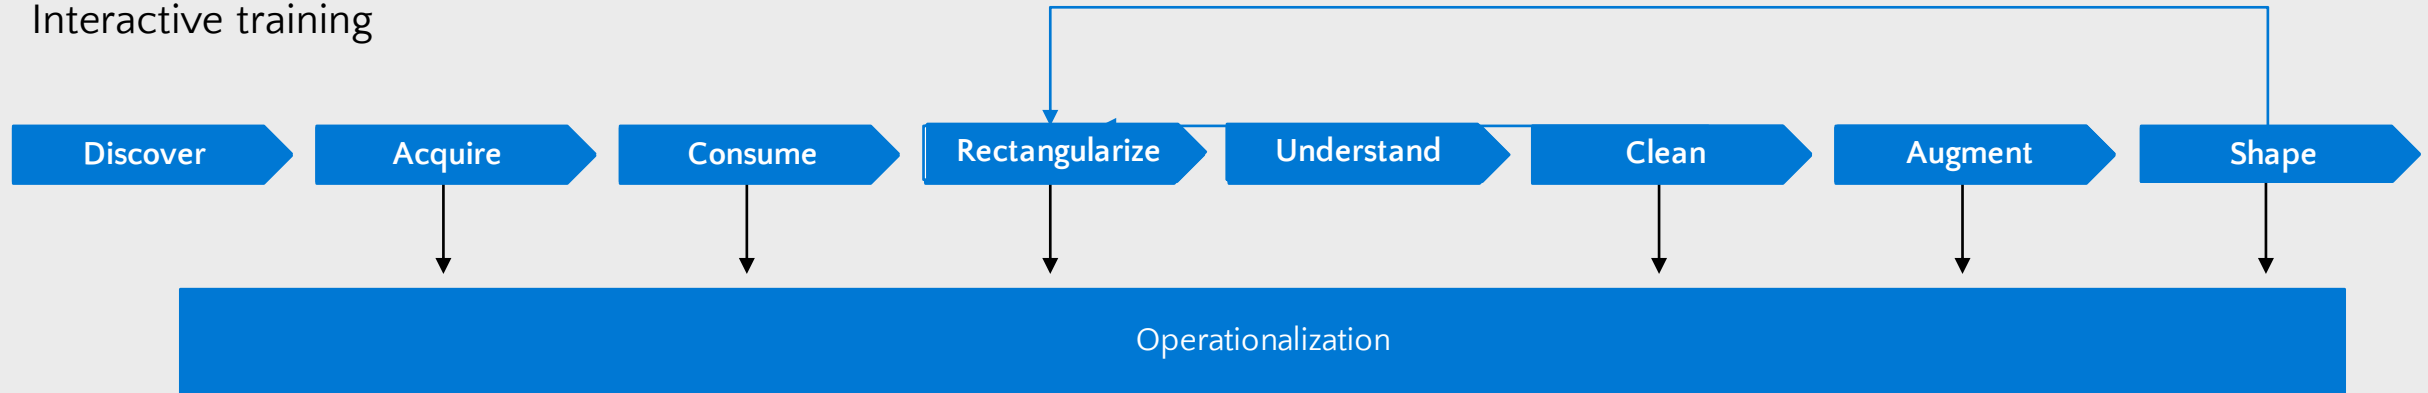 Interactive training
Discover
Acquire
Consume
Rectangularize
Understand
Clean
Augment
Shape
Operationalization